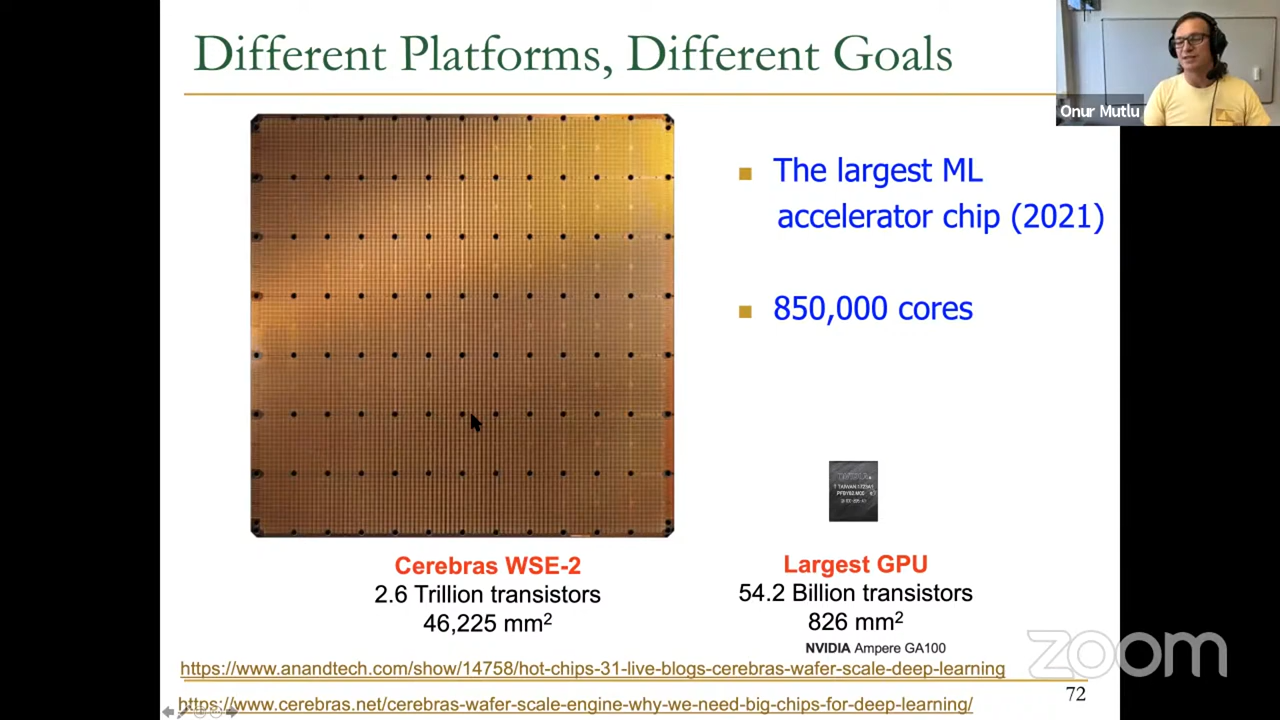 Different Platforms, Different Goals
Onur Mutlu
The largest ML
accelerator chip (2021)
850,000 cores
NVIDIA
Cerebras WSE-2
2.6 Trillion transistors
46,225 mm²
Largest GPU
54.2 Billion transistors
826 mm²
NVIDIA Ampere GA100
https://www.anandtech.com/show/14758/hot-chips-31-live-blogs-cerebras-wafer-scale-deep-learning
https://www.cerebras.net/cerebras-wafer-scale-engine-why-we-need-big-chips-for-deep-learning/
72
zoom